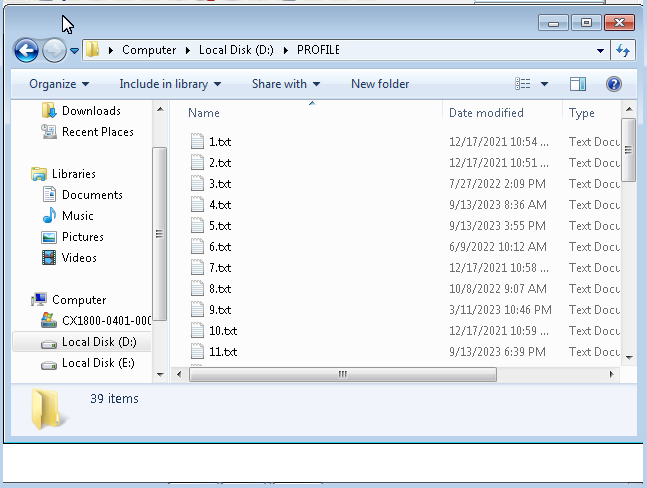 Computer Local Disk (D:) PROFILE
Organize Include in library Share with New folder
Downloads
Recent Places
Libraries
Documents
Music
Pictures
Videos
Computer
CX1800-0401-000
Local Disk (D:)
Local Disk (E:)
Name Date modified Type
1.txt 12/17/2021 10:54 ... Text Docu
2.txt 12/17/2021 10:51 ... Text Docu
3.txt 7/27/2022 2:09 PM Text Docu
4.txt 9/13/2023 8:36 AM Text Docu
5.txt 9/13/2023 3:55 PM Text Docu
6.txt 6/9/2022 10:12 AM Text Docu
7.txt 12/17/2021 10:58 ... Text Docu
8.txt 10/8/2022 9:07 AM Text Docu
9.txt 3/11/2023 10:46 PM Text Docu
10.txt 12/17/2021 10:59 ... Text Docu
11.txt 9/13/2023 6:39 PM Text Docu
39 items